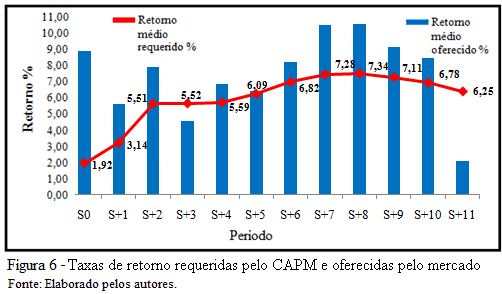 11,00
10,00
9,00
8,00
7,00
6,00
5,00
4,00
3,00
2,00
1,00
0,00
Retorno %
Retorno
médio
requerido %
Retorno
médio
oferecido %
1,92
3,14
5,51
5,52
5,59
6,09
6,82
7,28
7,34
7,11
6,78
6,25
S0 S+1 S+2 S+3 S+4 S+5 S+6 S+7 S+8 S+9 S+10 S+11
Periodo
Figura 6 - Taxas de retorno requeridas pelo CAPM e oferecidas pelo mercado
Fonte: Elaborado pelos autores.